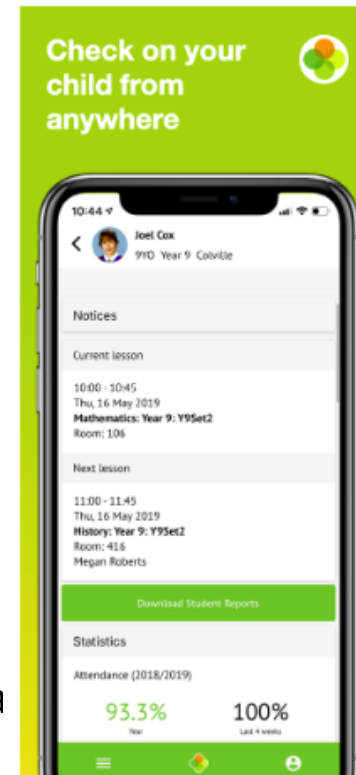 Check on your
child from
anywhere
10:44
Joel Cox
9YO Year 9 Colville
Notices
Current lesson
10:00 - 10:45
Thu, 16 May 2019
Mathematics: Year 9: Y9Set2
Room: 106
Next lesson
11:00 - 11:45
Thu, 16 May 2019
History: Year 9: Y9Set2
Room: 416
Megan Roberts
Download Student Reports
Statistics
Attendance (2018/2019)
93.3% 100%
Year Last 4 weeks